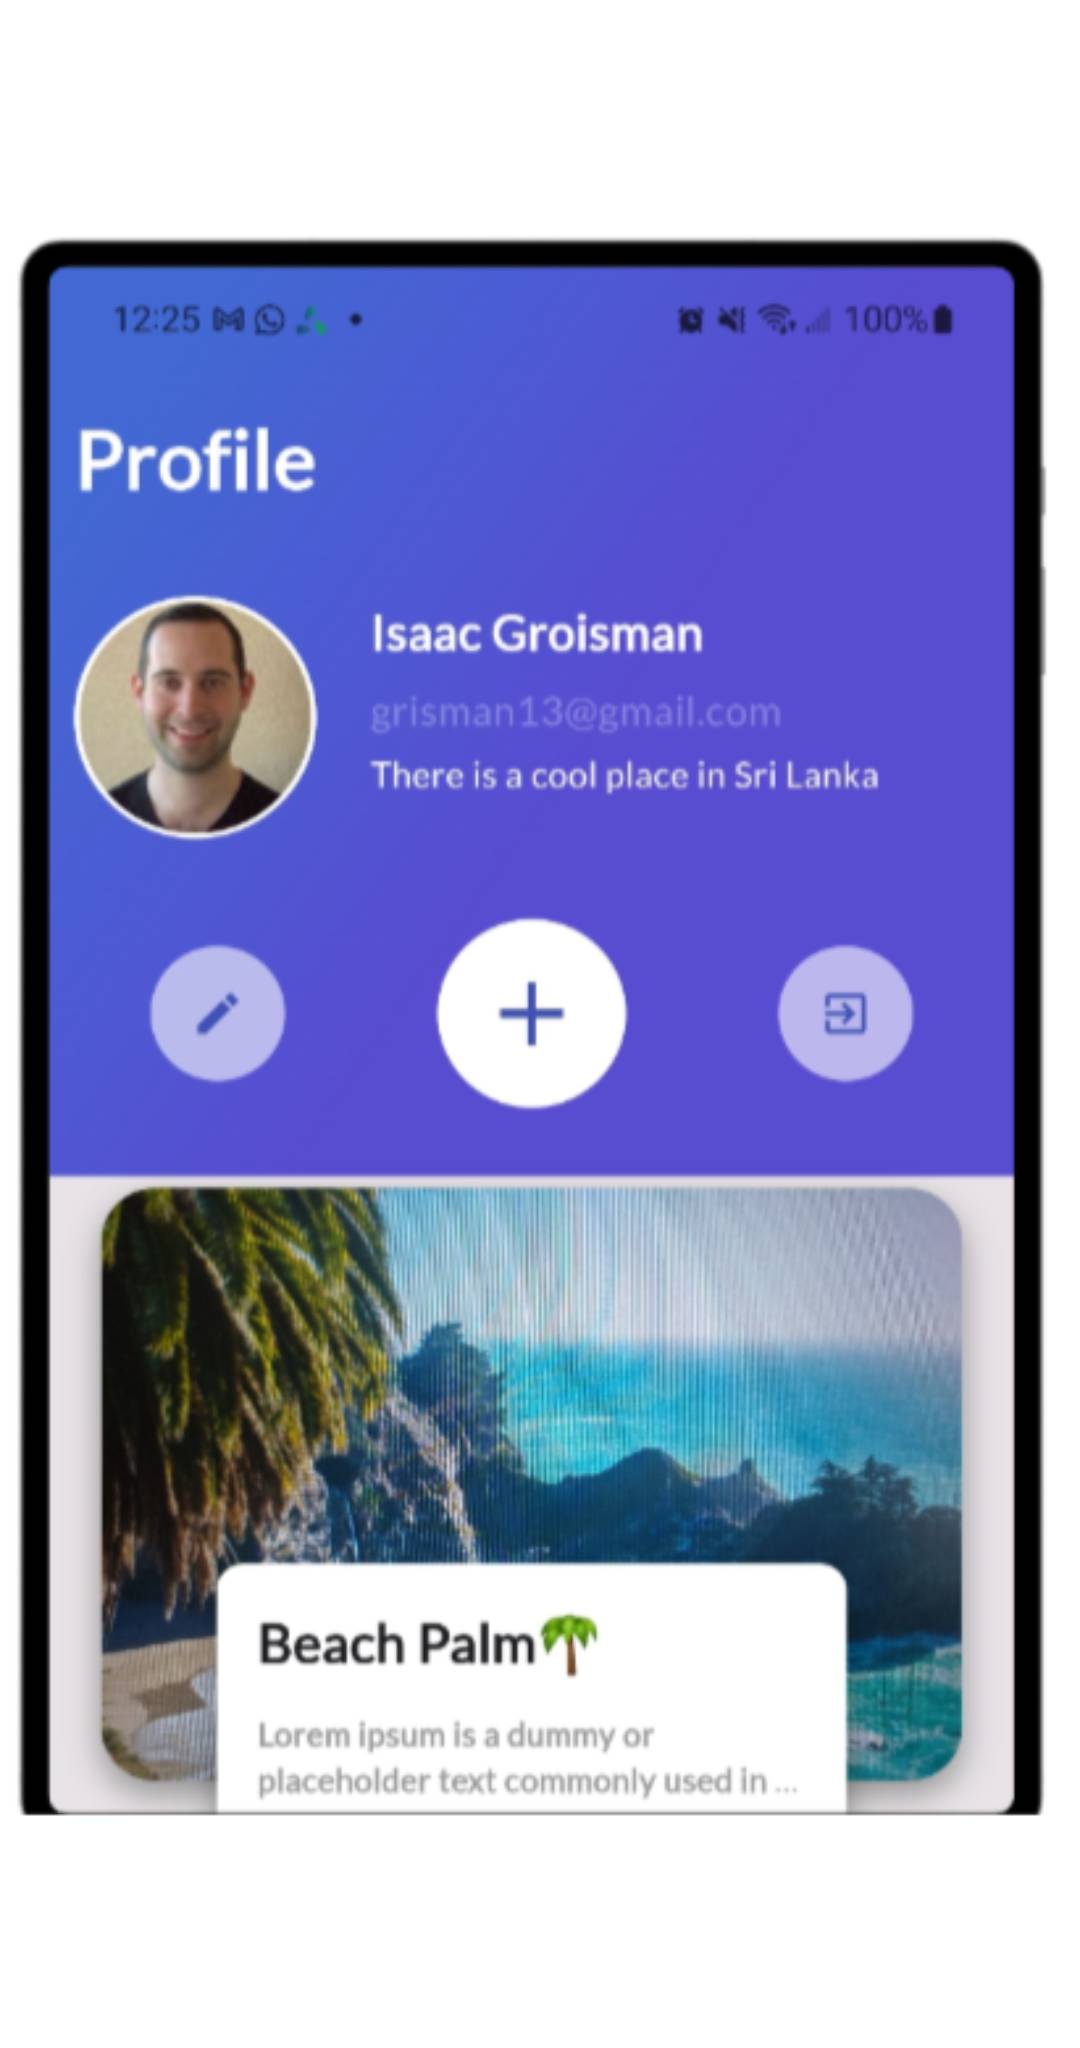 12:25
100%
Profile
Isaac Groisman
grisman13@gmail.com
There is a cool place in Sri Lanka
Beach Palm🌴
Lorem ipsum is a dummy or
placeholder text commonly used in ...